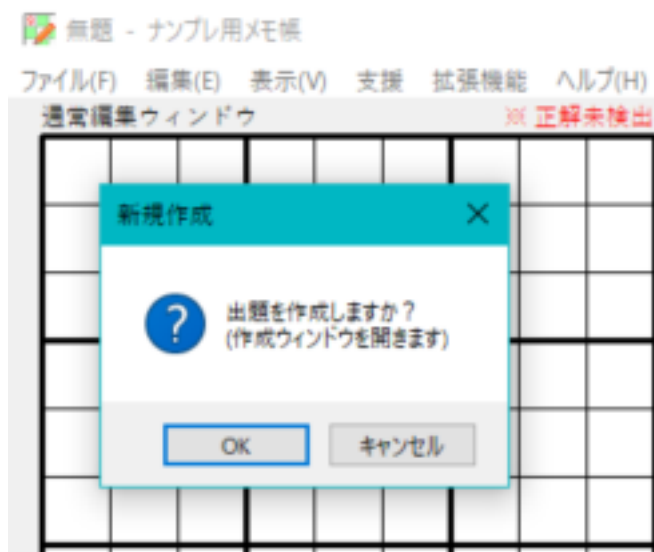 無題 - ナンプレ用メモ帳
ファイル(F) 編集(E) 表示(V) 支援 拡張機能 ヘルプ(H)
通常編集ウィンドウ ※ 正解未検出
新規作成
出題を作成しますか？
(作成ウィンドウを開きます)
OK キャンセル